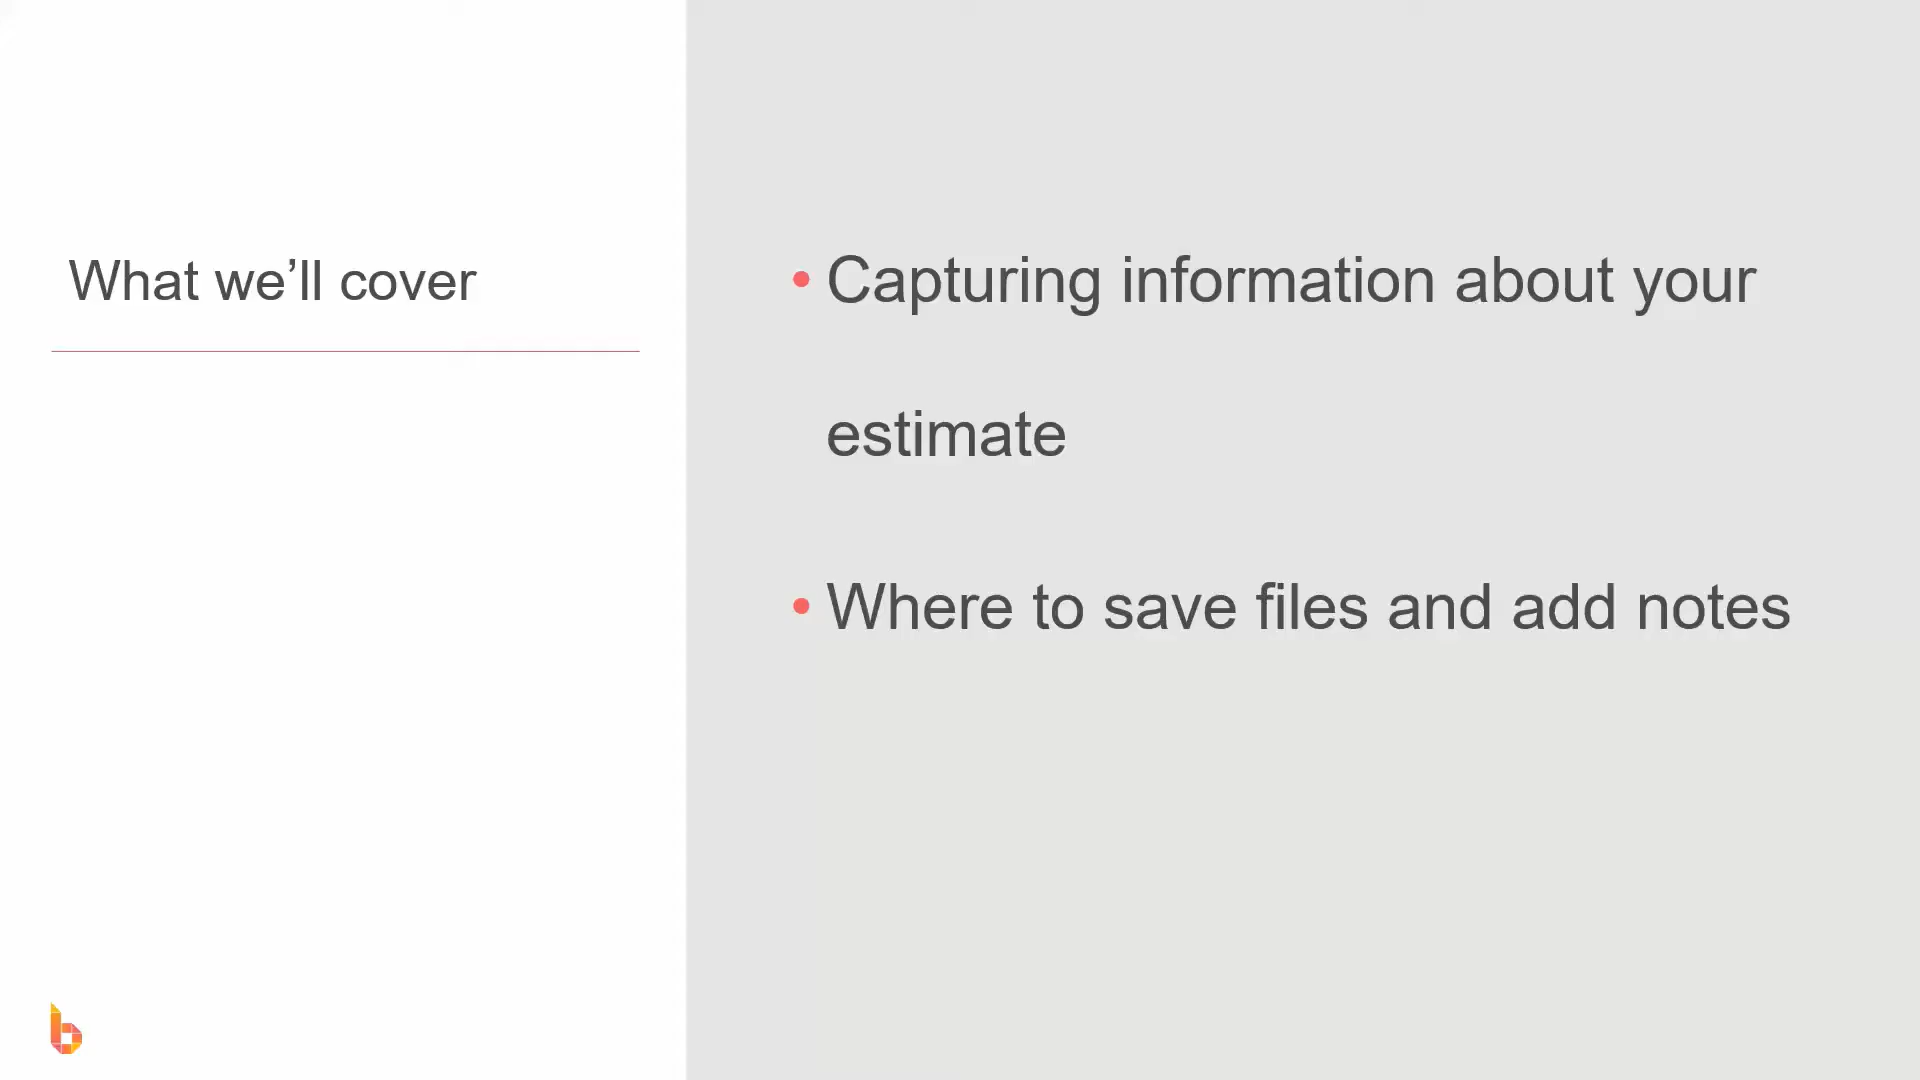 What we’ll cover
• Capturing information about your
estimate
• Where to save files and add notes